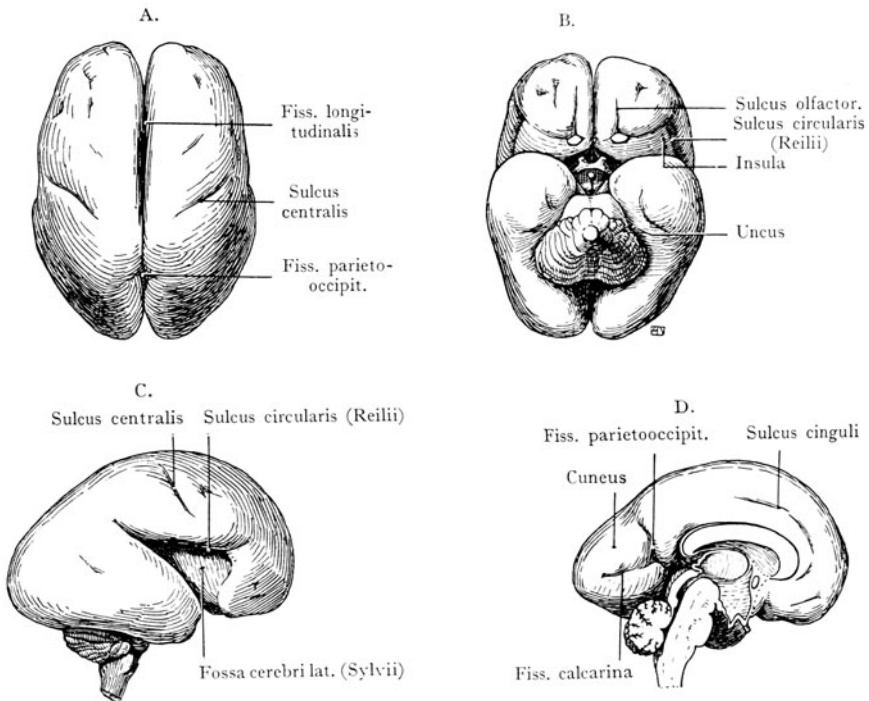 A.
Fiss. longi-
tudinalis
Sulcus
centralis
Fiss. parieto-
occipit.
B.
Sulcus olfactor.
Sulcus circularis
(Reilii)
Insula
Uncus
C.
Sulcus centralis
Sulcus circularis (Reilii)
Fossa cerebri lat. (Sylvii)
D.
Fiss. parietooccipit.
Sulcus cinguli
Cuneus
Fiss. calcarina